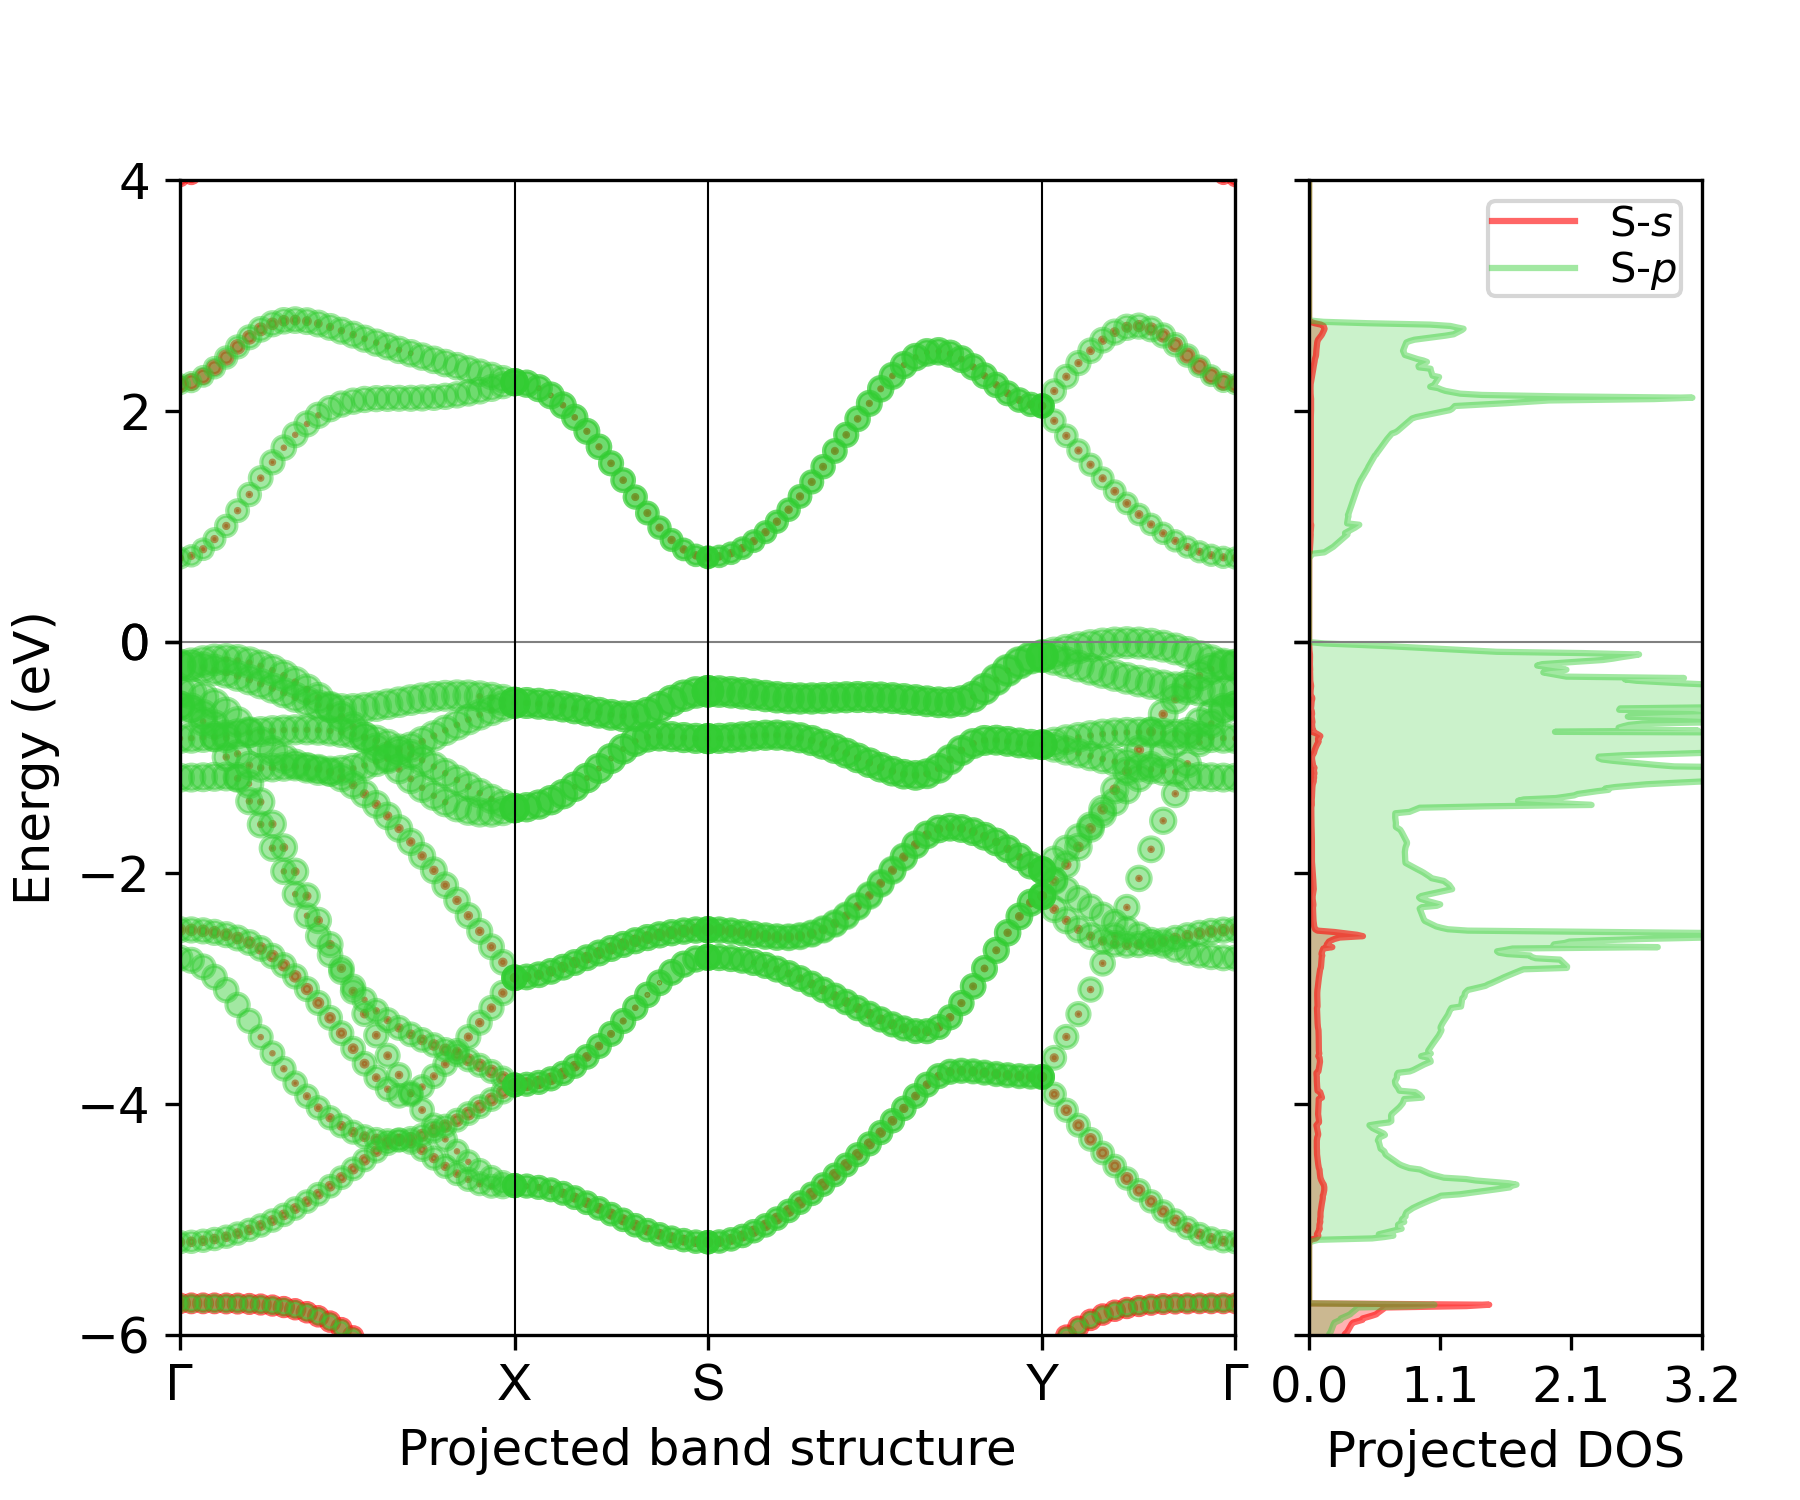 4
2
0
−2
−4
−6
Energy (eV)
Γ X S Y Γ
Projected band structure
S-s
S-p
0.0 1.1 2.1 3.2
Projected DOS